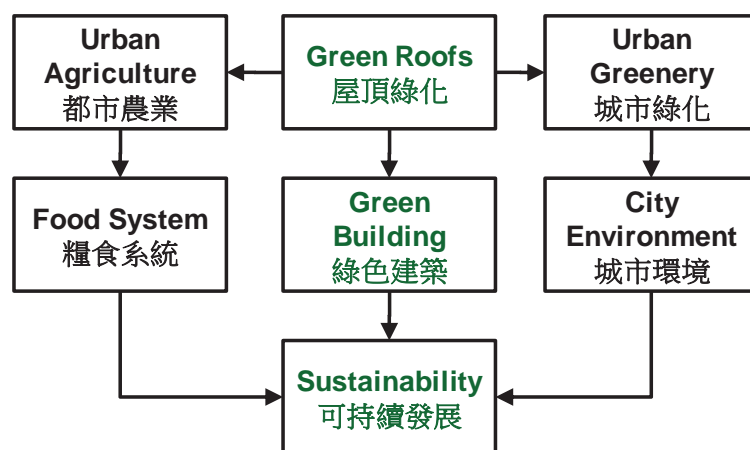 Urban
Agriculture
都市農業
Green Roofs
屋頂綠化
Urban
Greenery
城市綠化
Food System
糧食系統
Green
Building
綠色建築
City
Environment
城市環境
Sustainability
可持續發展